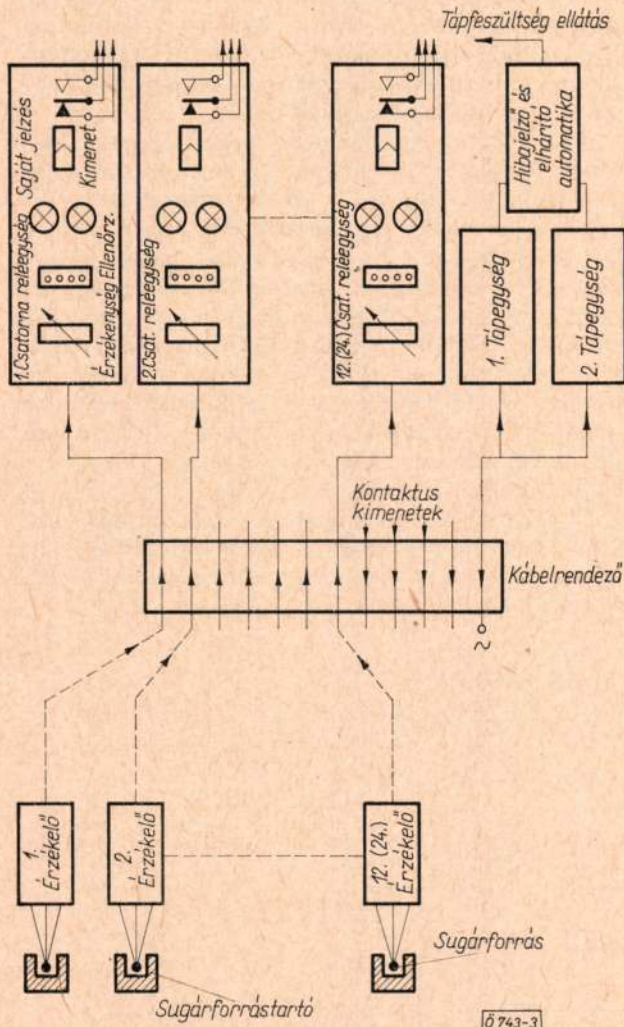 Tápfeszültség ellátás
1.Csatorna reléegység
Saját jelzés
Érzékenység Ellenőrz.
Kimenet
2.Csat. reléegység
12.(24.) Csat. reléegység
Hibajelző és
elhárító
automatika
1. Tápegység
2. Tápegység
Kontaktus
kimenetek
Kábelrendező
~
1.
Érzékelő
2.
Érzékelő
12. (24.)
Érzékelő
Sugárforrás
Sugárforrástartó
Ö 743-3